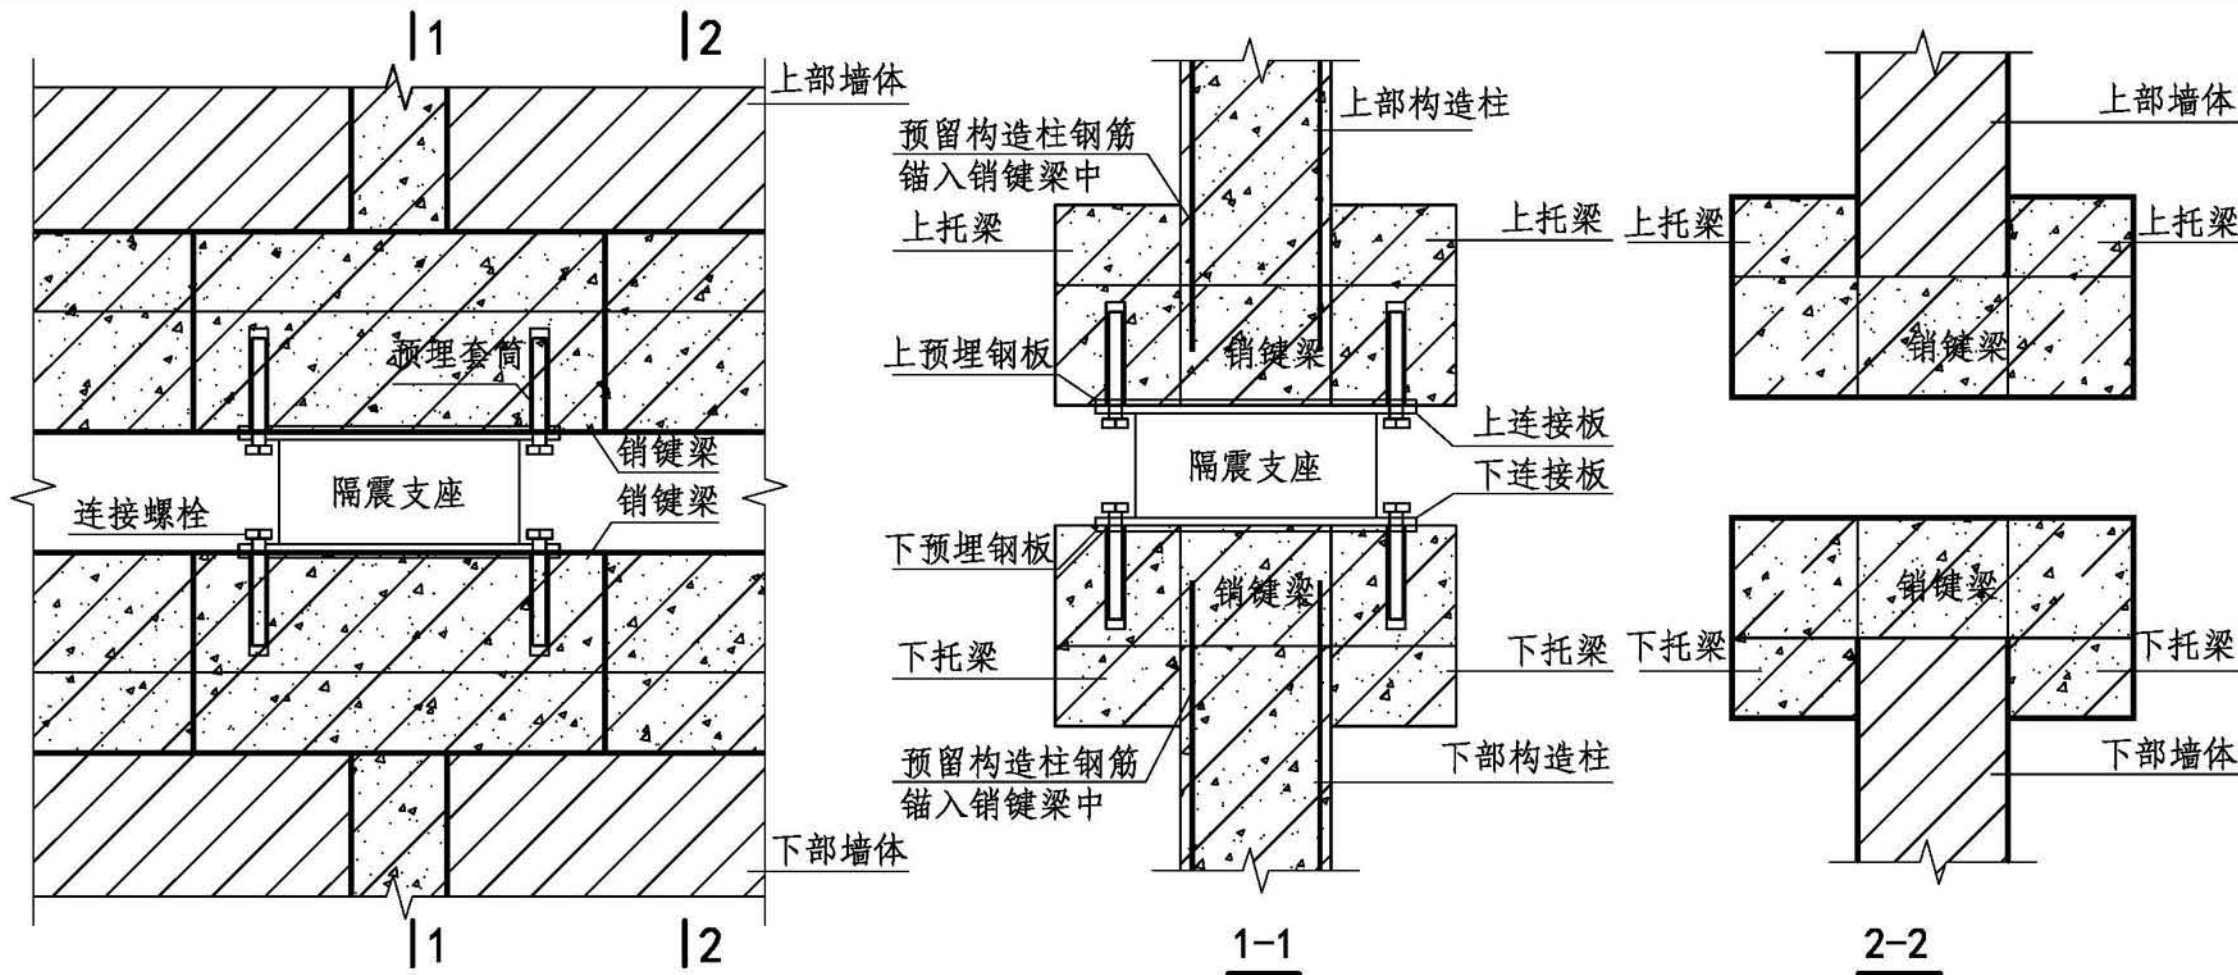 1
2
上部墙体
预埋套筒
销键梁
隔震支座
销键梁
连接螺栓
下部墙体
1
2
上部构造柱
预留构造柱钢筋
锚入销键梁中
上托梁
上托梁
上预埋钢板
销键梁
上连接板
隔震支座
下连接板
下预埋钢板
销键梁
下托梁
下托梁
预留构造柱钢筋
锚入销键梁中
下部构造柱
1-1
上部墙体
上托梁
上托梁
销键梁
销键梁
下托梁
下托梁
下部墙体
2-2